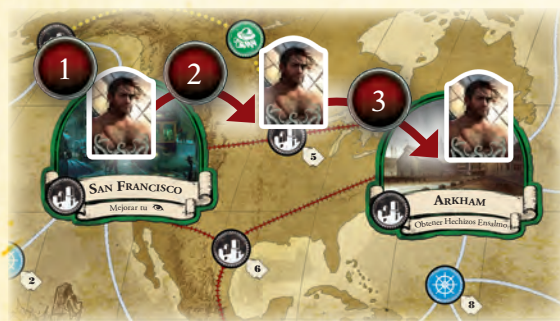 1
2
3
SAN FRANCISCO
Mejorar tu
5
ARKHAM
Obtener Hechizos Ensalmo
6
2
8